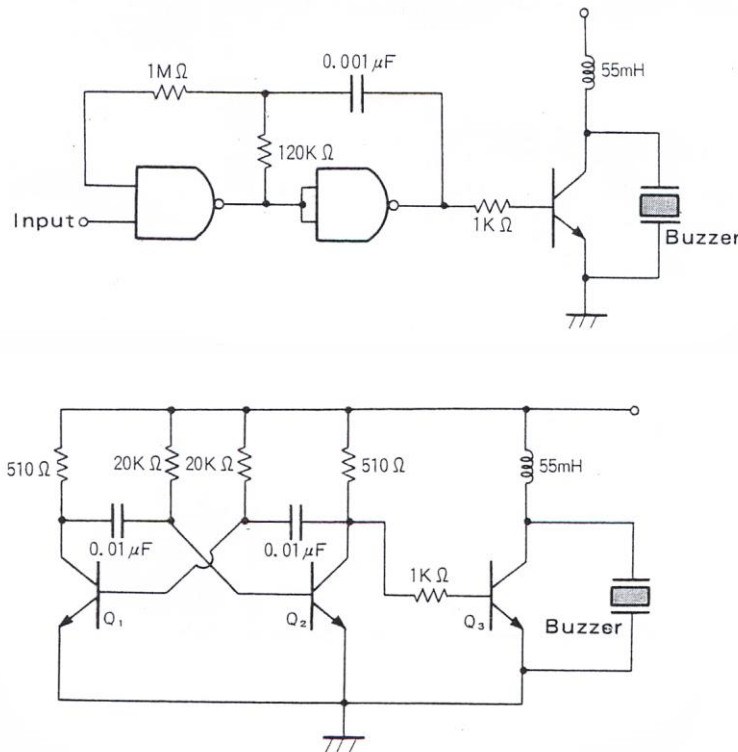 0.001μF
1MΩ
55mH
120KΩ
Input
1KΩ
Buzzer
510Ω
20KΩ
20KΩ
510Ω
55mH
0.01μF
0.01μF
1KΩ
Q₁
Q₂
Q₃
Buzzer